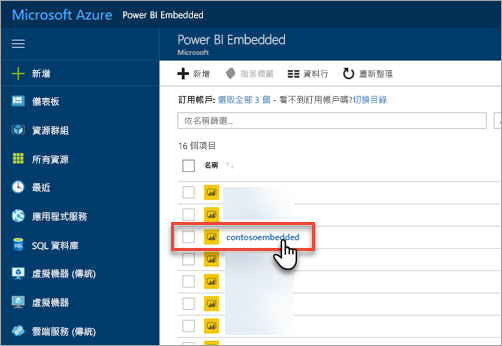 Microsoft Azure Power BI Embedded
Power BI Embedded
Microsoft
新增
新增
指派標籤
資料行
重新整理
儀表板
訂用帳戶: 選取全部 3 個 - 看不到訂用帳戶嗎?切換目錄
資源群組
依名稱篩選...
所有資源
16 個項目
名稱
最近
應用程式服務
contosoembedded
SQL 資料庫
虛擬機器 (傳統)
虛擬機器
雲端服務 (傳統)